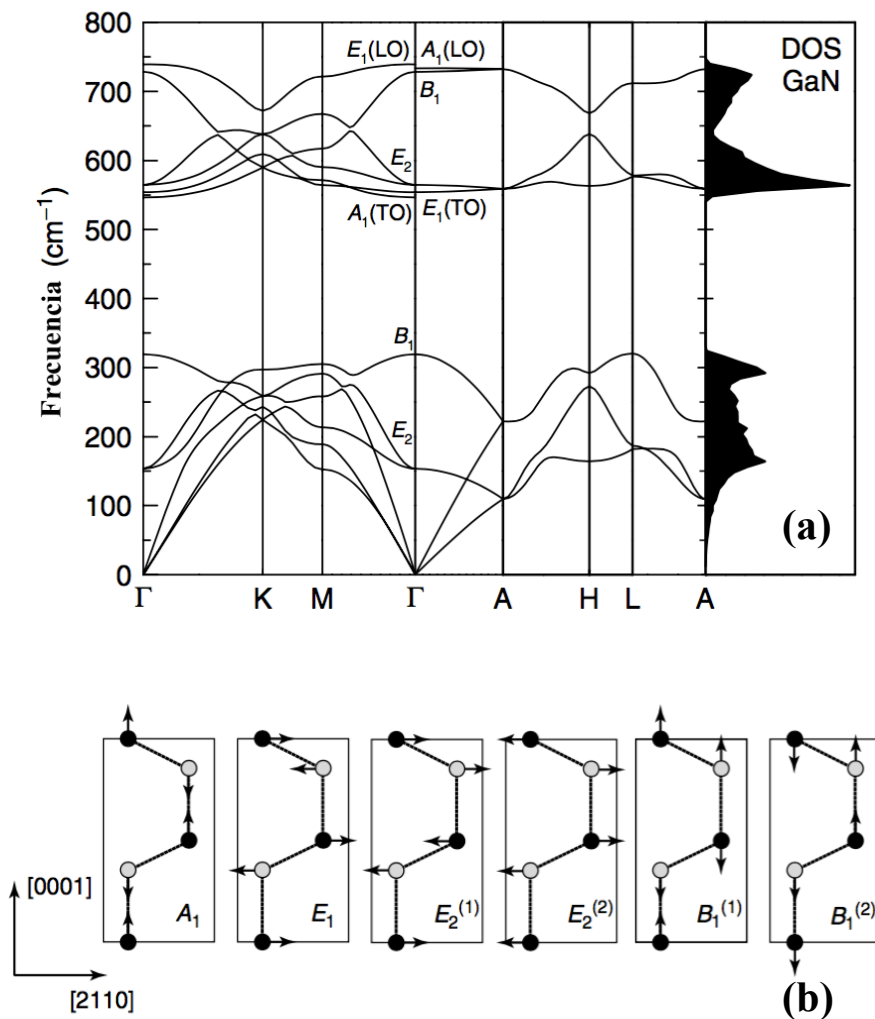 800
700
600
500
400
300
200
100
0
Frecuencia (cm⁻¹)
E₁(LO) A₁(LO)
B₁
E₂
A₁(TO) E₁(TO)
B₁
E₂
DOS
GaN
(a)
Γ K M Γ A H L A
[0001]
[2110]
A₁ E₁ E₂⁽¹⁾ E₂⁽²⁾ B₁⁽¹⁾ B₁⁽²⁾
(b)